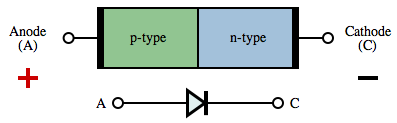 Anode
(A)
p-type
n-type
Cathode
(C)
+
−
A
C